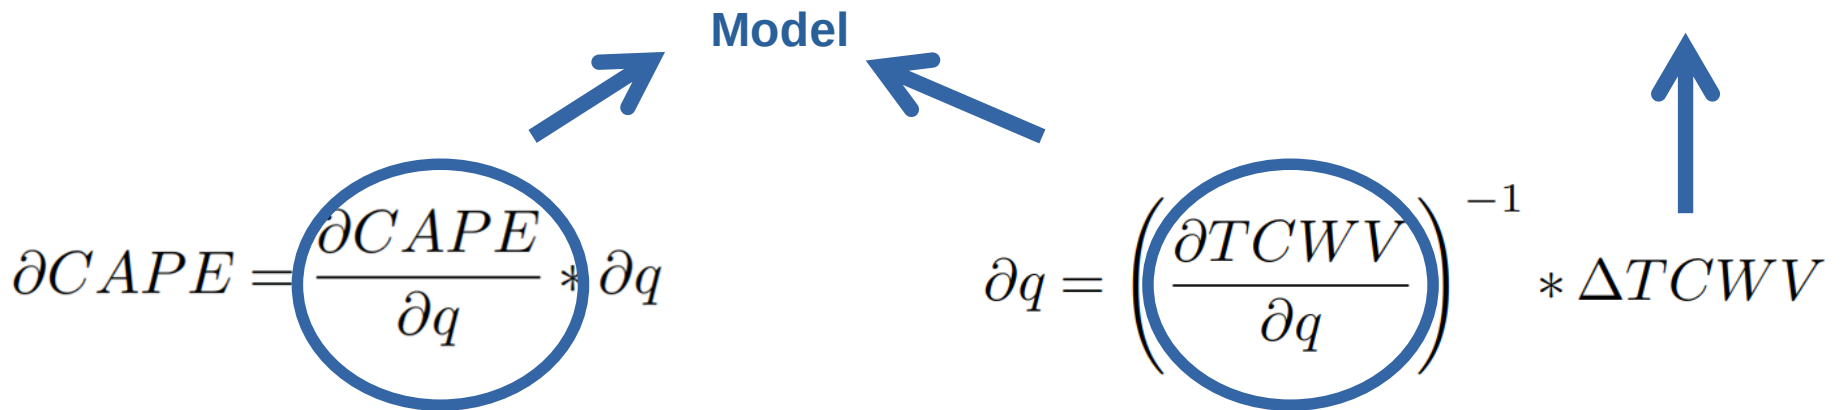 Model
∂CAPE = ∂CAPE/∂q * ∂q
∂q = (∂TCWV/∂q)^−1 * ΔTCWV